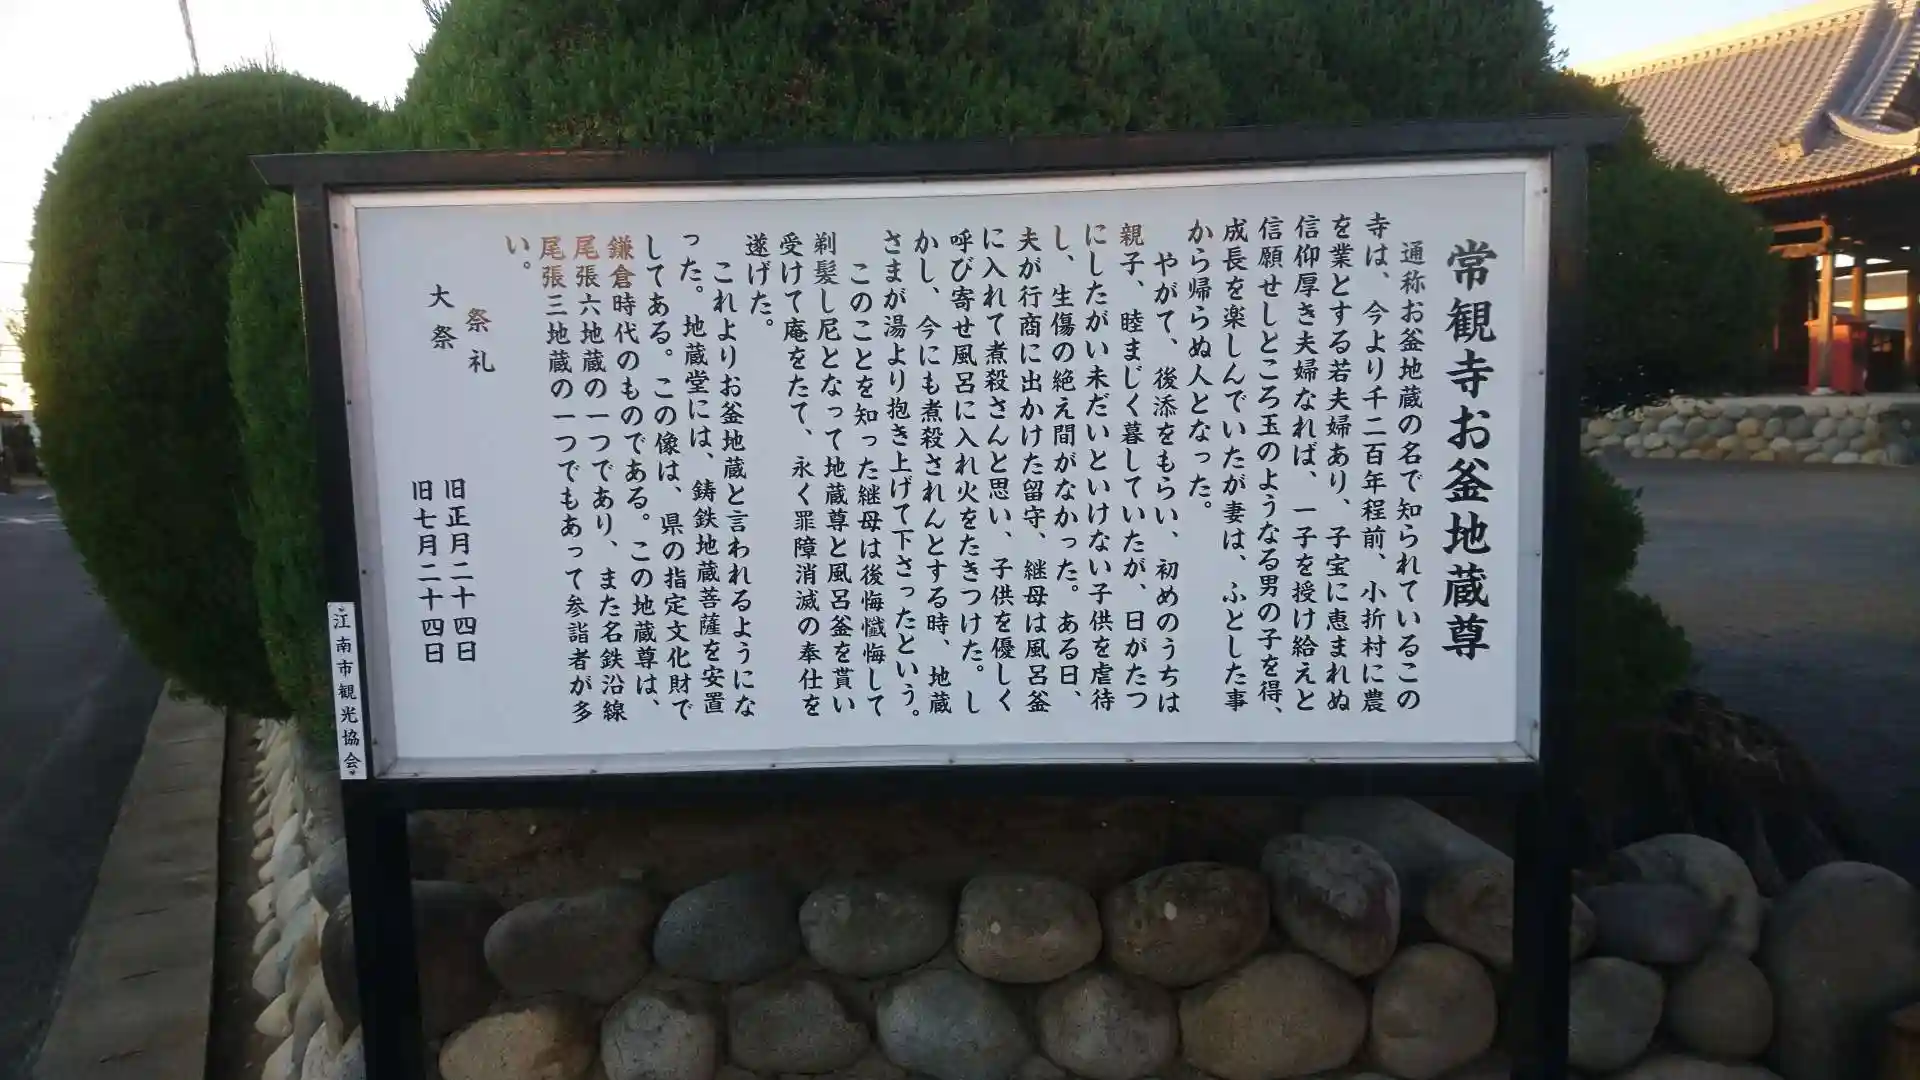 常観寺お釜地蔵尊
通称お釜地蔵の名で知られているこの
寺は、今より千二百年程前、小折村に農
を業とする若夫婦あり、子宝に恵まれぬ
信仰厚き夫婦なれば、一子を授け給えと
信願せしところ玉のようなる男の子を得、
成長を楽しんでいたが妻は、ふとした事
から帰らぬ人となった。
やがて、後添をもらい、初めのうちは
親子、睦まじく暮していたが、日がたつ
にしたがい未だいといけない子供を虐待
し、生傷の絶え間がなかった。ある日、
夫が行商に出かけた留守、継母は風呂釜
に入れて煮殺さんと思い、子供を優しく
呼び寄せ風呂に入れ火をたきつけた。し
かし、今にも煮殺されんとする時、地蔵
さまが湯より抱き上げて下さったという。
このことを知った継母は後悔懺悔して
剃髪し尼となって地蔵尊と風呂釜を貰い
受けて庵をたて、永く罪障消滅の奉仕を
遂げた。
これよりお釜地蔵と言われるようにな
った。地蔵堂には、鋳鉄地蔵菩薩を安置
してある。この像は、県の指定文化財で
鎌倉時代のものである。この地蔵尊は、
尾張六地蔵の一つであり、また名鉄沿線
尾張三地蔵の一つでもあって参詣者が多
い。
祭礼 旧正月二十四日
大祭 旧七月二十四日
江南市観光協会